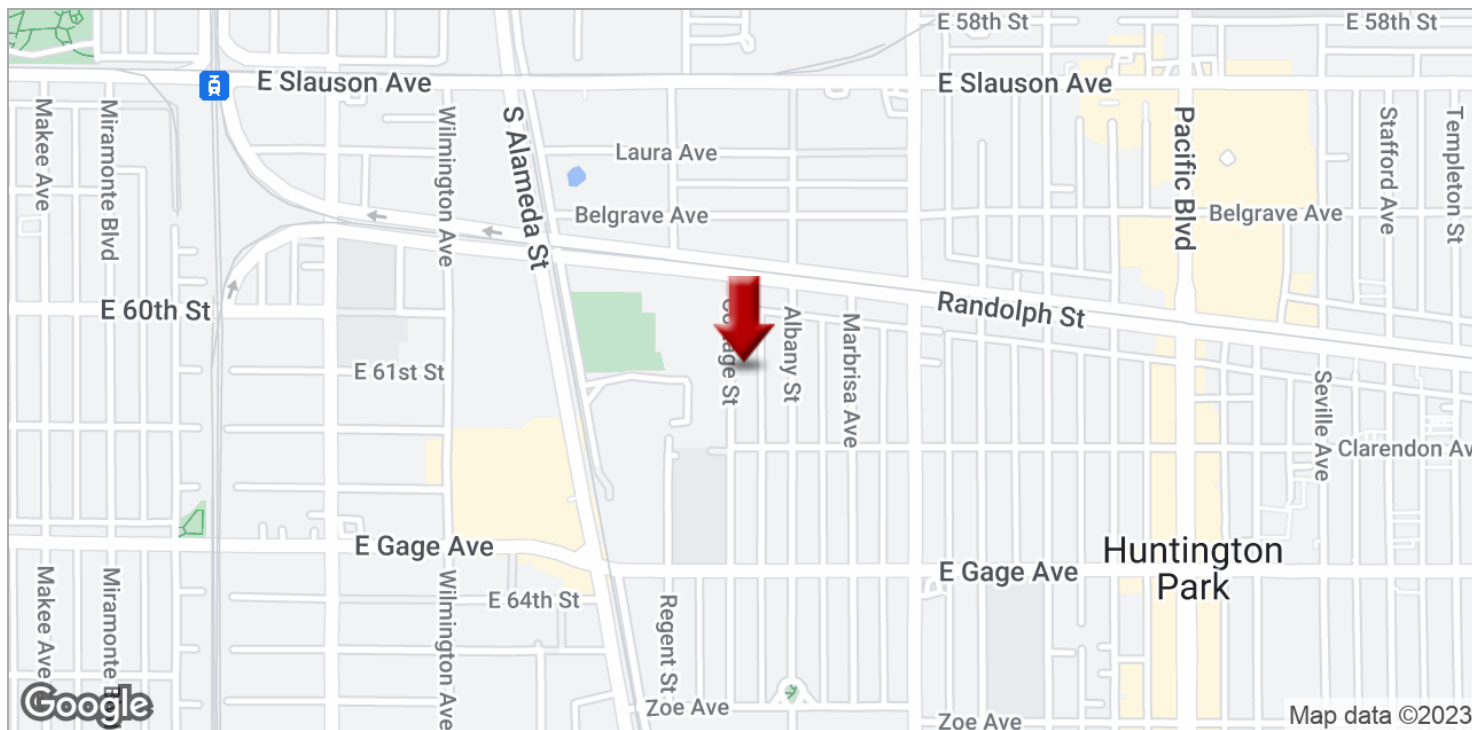 E 58th St
E 58th St
E Slauson Ave
E Slauson Ave
Makee Ave
Miramonte Blvd
Wilmington Ave
S Alameda St
Laura Ave
Pacific Blvd
Stafford Ave
Templeton St
Belgrave Ave
Belgrave Ave
E 60th St
Randolph St
Albany St
Marbrisa Ave
E 61st St
Seville Ave
Clarendon Av
E Gage Ave
E Gage Ave
Huntington
Park
Makee Ave
Miramonte
Wilmington Ave
E 64th St
Regent St
Zoe Ave
Zoe Ave
Google
Map data ©2023